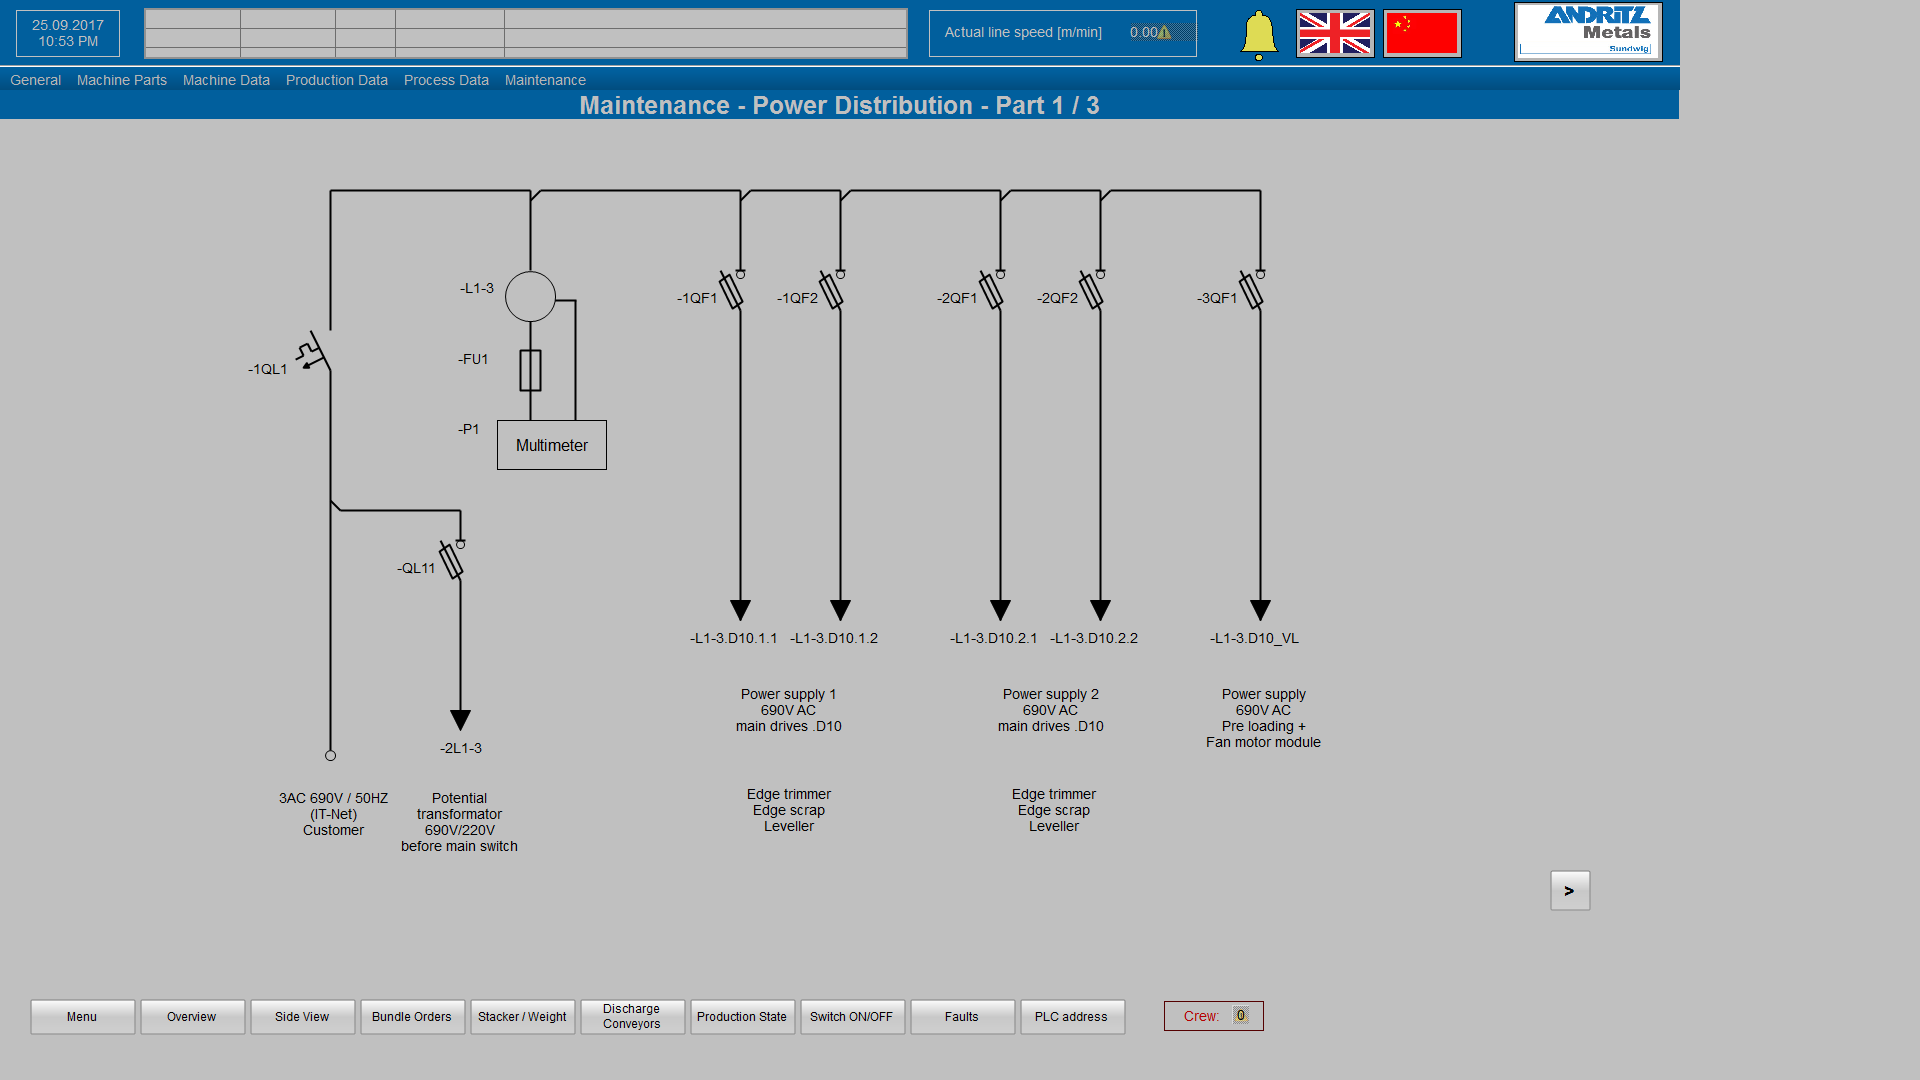 25.09.2017
10:53 PM
Actual line speed [m/min]
0.00
ANDRITZ
Metals
Sundwig
General
Machine Parts
Machine Data
Production Data
Process Data
Maintenance
Maintenance - Power Distribution - Part 1 / 3
-L1-3
-1QF1
-1QF2
-2QF1
-2QF2
-3QF1
-FU1
-1QL1
-P1
Multimeter
-QL11
-L1-3.D10.1.1
-L1-3.D10.1.2
-L1-3.D10.2.1
-L1-3.D10.2.2
-L1-3.D10_VL
Power supply 1
690V AC
main drives .D10
Power supply 2
690V AC
main drives .D10
Power supply
690V AC
Pre loading +
Fan motor module
-2L1-3
3AC 690V / 50HZ
(IT-Net)
Customer
Potential
transformator
690V/220V
before main switch
Edge trimmer
Edge scrap
Leveller
Edge trimmer
Edge scrap
Leveller
>
Menu
Overview
Side View
Bundle Orders
Stacker / Weight
Discharge
Conveyors
Production State
Switch ON/OFF
Faults
PLC address
Crew: 0